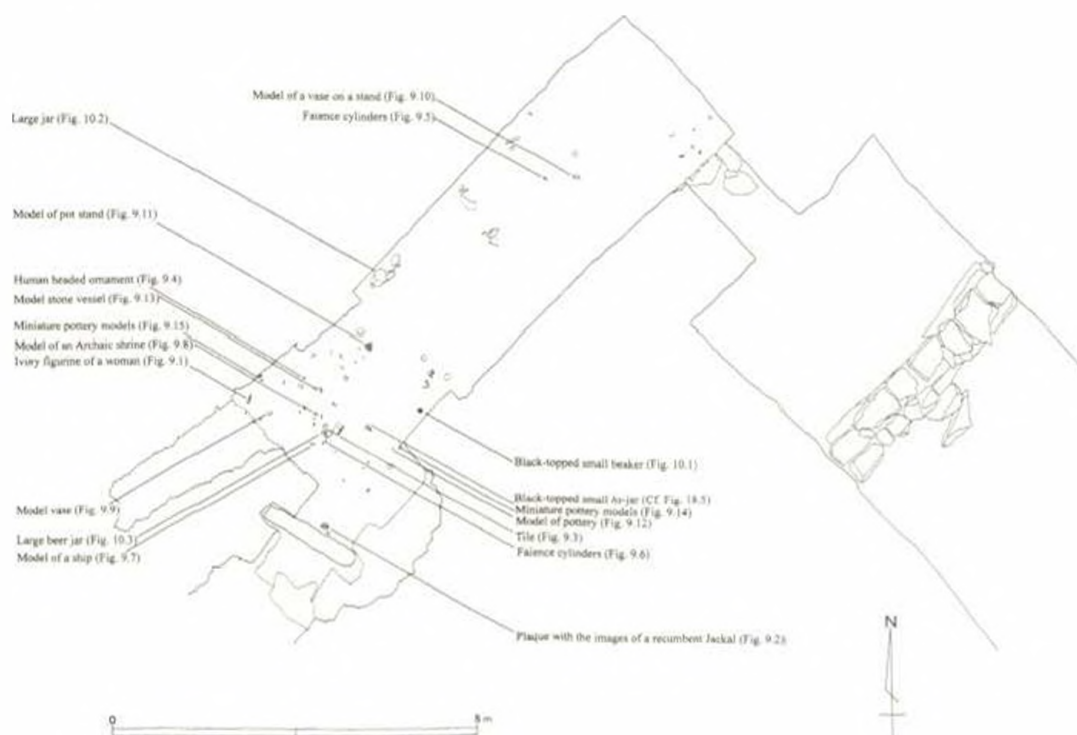 Model of a vase on a stand (Fig. 9.10)
Faience cylinders (Fig. 9.5)
Large jar (Fig. 10.2)
Model of pot stand (Fig. 9.11)
Human headed ornament (Fig. 9.4)
Model stone vessel (Fig. 9.13)
Miniature pottery models (Fig. 9.15)
Model of an Archaic shrine (Fig. 9.8)
Ivory figurine of a woman (Fig. 9.1)
Black-topped small beaker (Fig. 10.1)
Black-topped small Ar-jar (Cf. Fig. 18.5)
Miniature pottery models (Fig. 9.14)
Model of pottery (Fig. 9.12)
Tile (Fig. 9.3)
Faience cylinders (Fig. 9.6)
Model vase (Fig. 9.9)
Large beer jar (Fig. 10.3)
Model of a ship (Fig. 9.7)
Plaque with the images of a recumbent Jackal (Fig. 9.2)
N
0 5 m